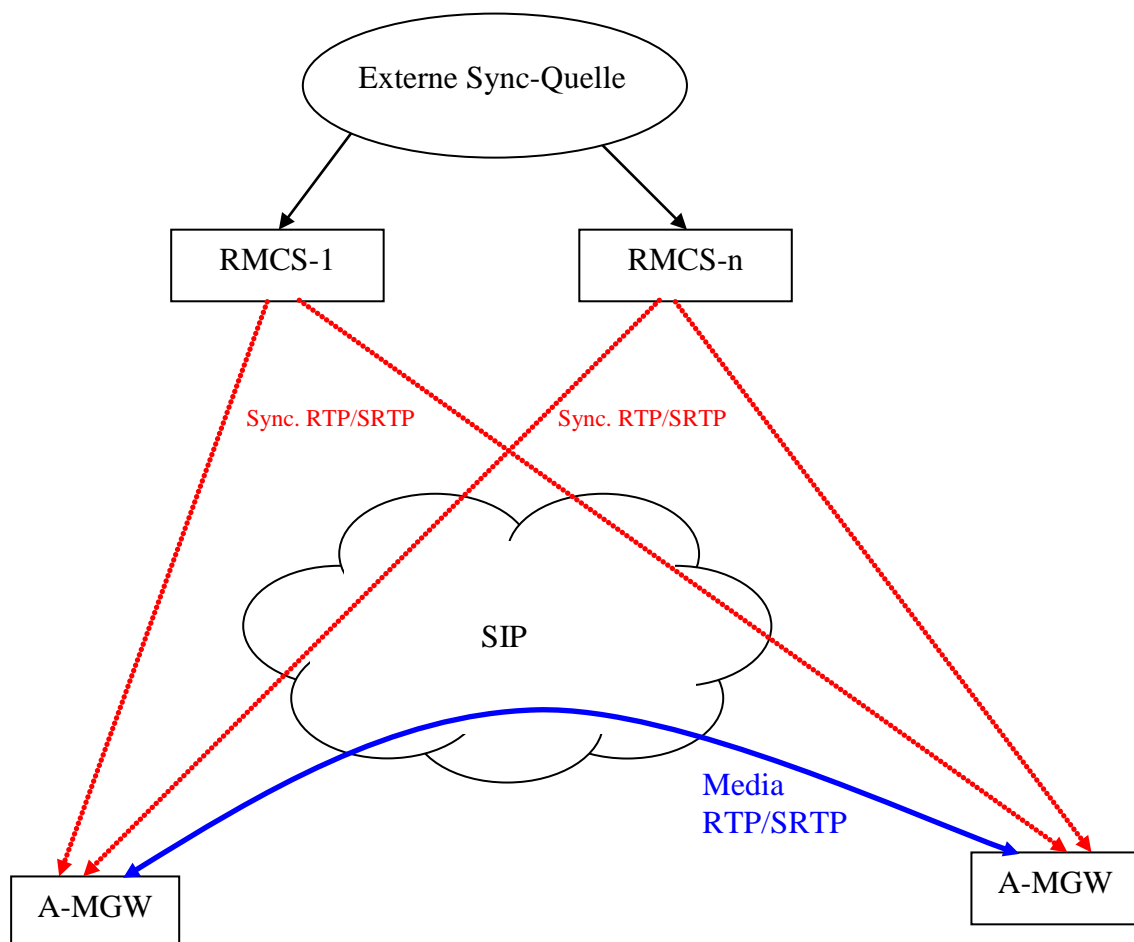 Externe Sync-Quelle
RMCS-1
RMCS-n
Sync. RTP/SRTP
Sync. RTP/SRTP
SIP
Media
RTP/SRTP
A-MGW
A-MGW